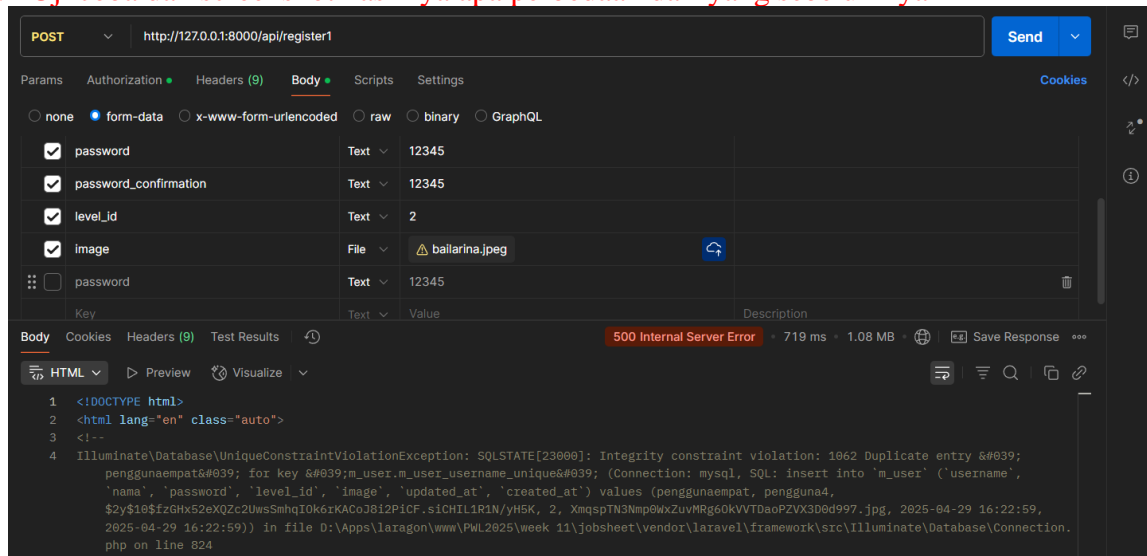 POST http://127.0.0.1:8000/api/register1 Send
Params Authorization Headers (9) Body Scripts Settings Cookies
none form-data x-www-form-urlencoded raw binary GraphQL
password Text 12345
password_confirmation Text 12345
level_id Text 2
image File bailarina.jpeg
password Text 12345
Key Text Value Description
Body Cookies Headers (9) Test Results 500 Internal Server Error • 719 ms • 1.08 MB • Save Response
HTML Preview Visualize
1 <!DOCTYPE html>
2 <html lang="en" class="auto">
3 <!--
4 Illuminate\Database\UniqueConstraintViolationException: SQLSTATE[23000]: Integrity constraint violation: 1062 Duplicate entry &#039;
penggunaempat&#039; for key &#039;m_user.m_user_username_unique&#039; (Connection: mysql, SQL: insert into `m_user` (`username`,
`nama`, `password`, `level_id`, `image`, `updated_at`, `created_at`) values (penggunaempat, pengguna4,
$2y$10$fzGHx52eXQZc2UwsSmhqIOk6rKACoJ8i2PiCF.siCHIL1R1N/yH5K, 2, XmqspTN3Nmp0WxZuvMRg6OkVVTDaoPZVX3D0d997.jpg, 2025-04-29 16:22:59,
2025-04-29 16:22:59)) in file D:\Apps\laragon\www\PWL2025\week 11\jobsheet\vendor\laravel\framework\src\Illuminate\Database\Connection.
php on line 824